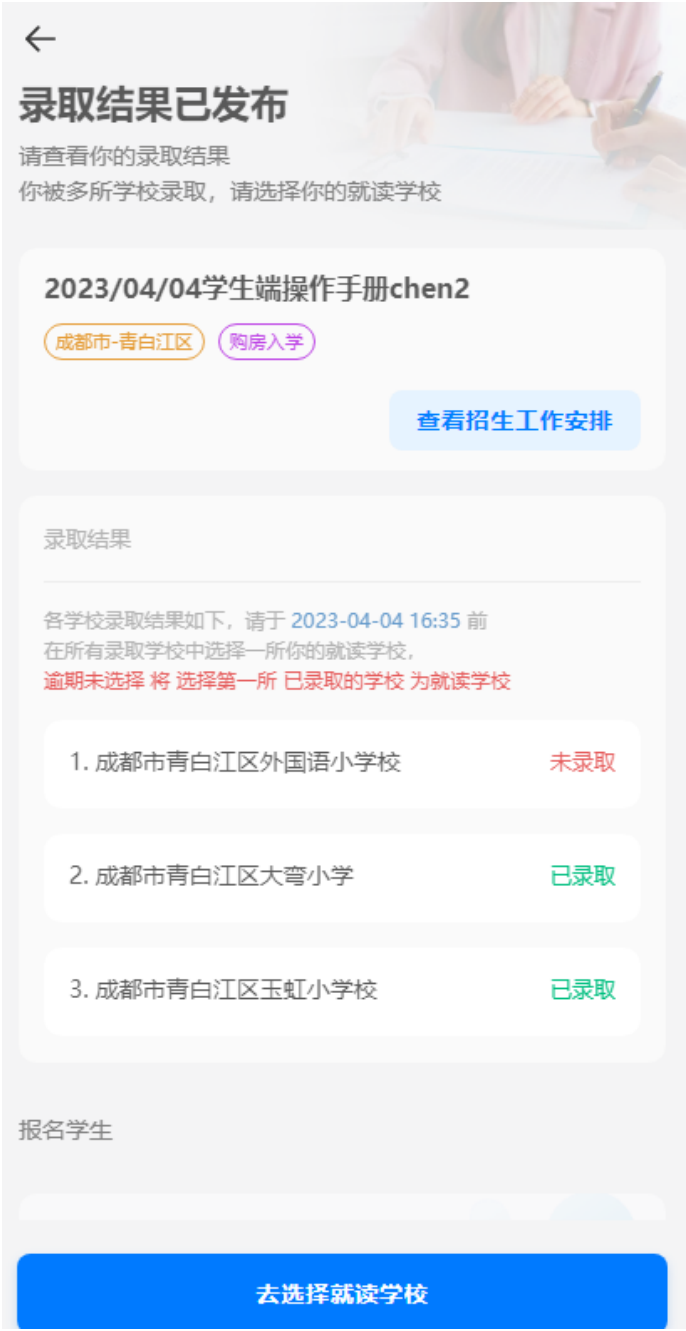 录取结果已发布
请查看你的录取结果
你被多所学校录取，请选择你的就读学校
2023/04/04学生端操作手册chen2
成都市-青白江区 购房入学
查看招生工作安排
录取结果
各学校录取结果如下，请于 2023-04-04 16:35 前
在所有录取学校中选择一所你的就读学校，
逾期未选择 将 选择第一所 已录取的学校 为就读学校
1. 成都市青白江区外国语小学校 未录取
2. 成都市青白江区大弯小学 已录取
3. 成都市青白江区玉虹小学校 已录取
报名学生
去选择就读学校